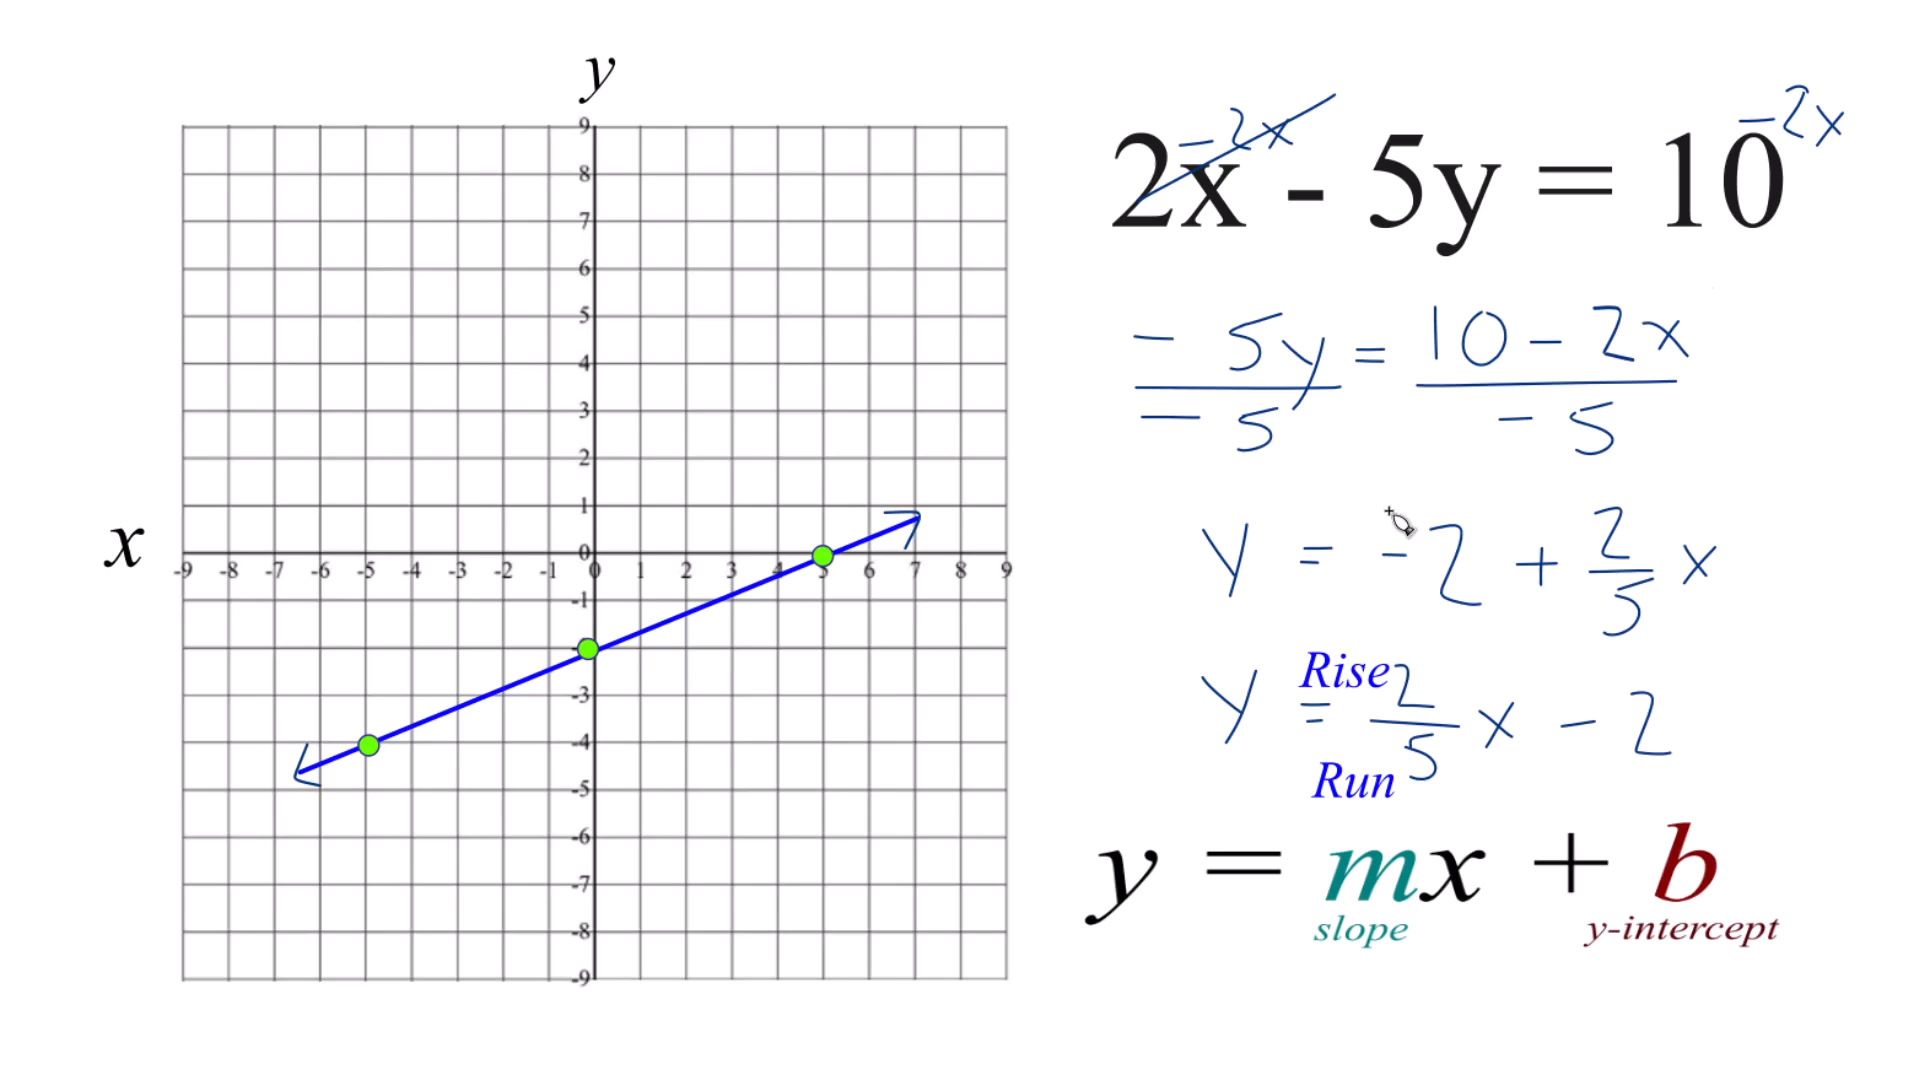 y
9
8
7
6
5
4
3
2
1
x
-9 -8 -7 -6 -5 -4 -3 -2 -1 0 1 2 3 4 5 6 7 8 9
0
-1
-3
-4
-5
-6
-7
-8
-9
-2x -2x
2x - 5y = 10
- 5y = 10 - 2x
-5 -5
y = -2 + 2/5 x
Rise
y = 2/5 x - 2
Run
y = mx + b
slope y-intercept